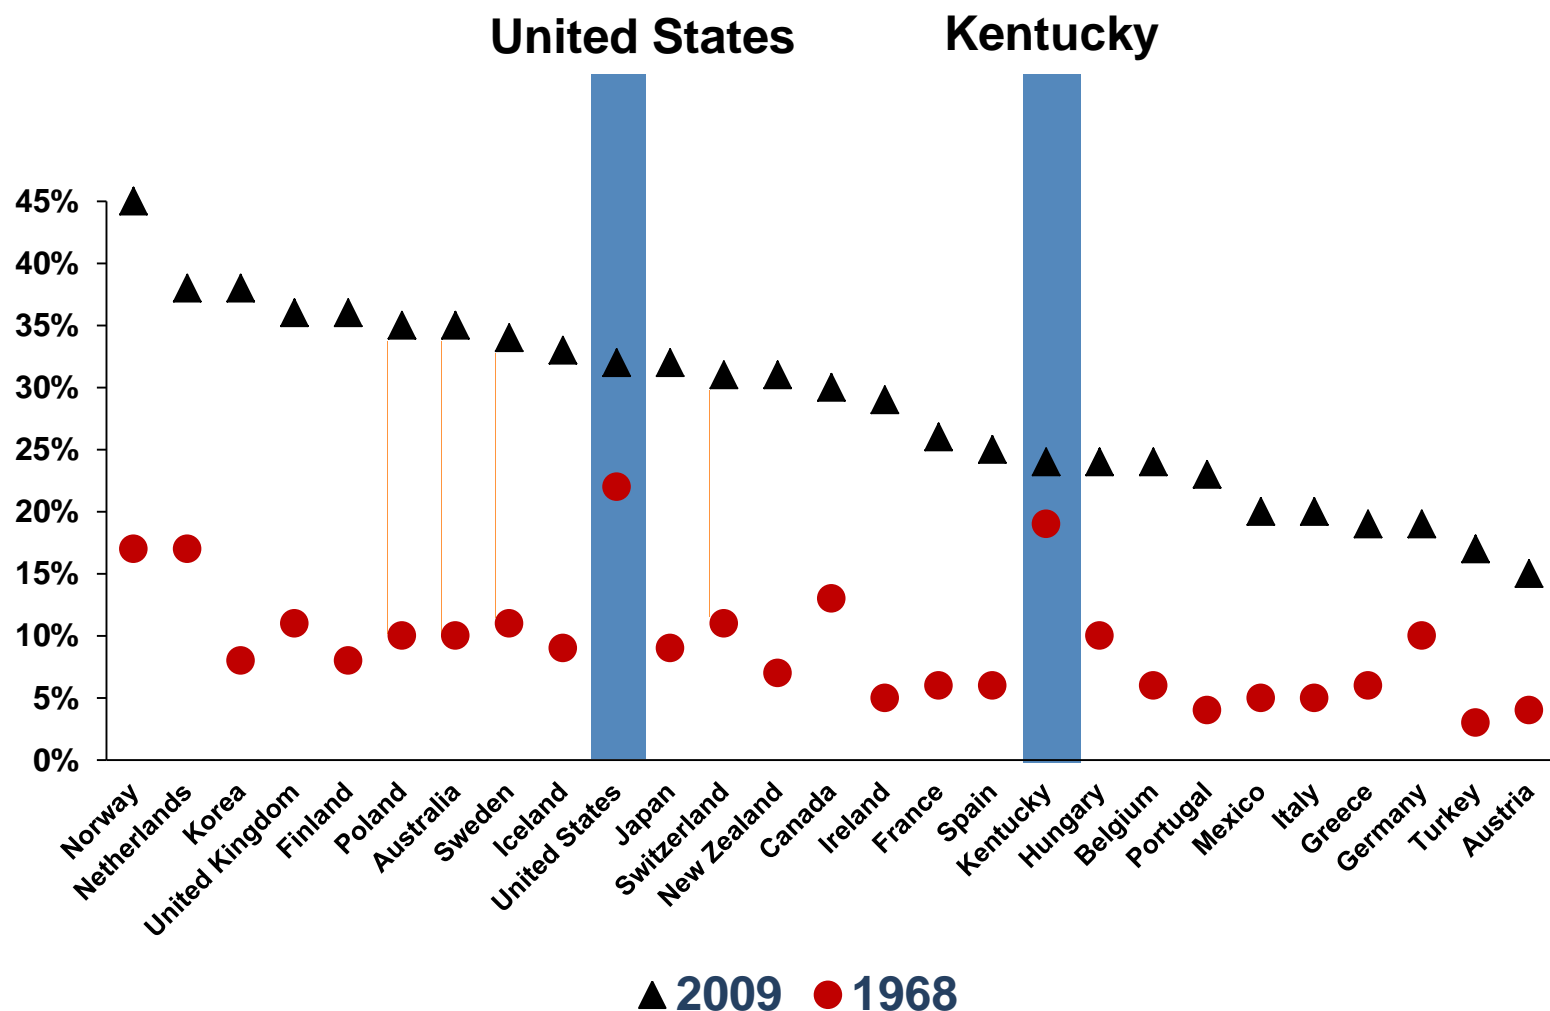 United States
Kentucky
45%
40%
35%
30%
25%
20%
15%
10%
5%
0%
Norway
Netherlands
Korea
United Kingdom
Finland
Poland
Australia
Sweden
Iceland
United States
Japan
Switzerland
New Zealand
Canada
Ireland
France
Spain
Kentucky
Hungary
Belgium
Portugal
Mexico
Italy
Greece
Germany
Turkey
Austria
2009
1968